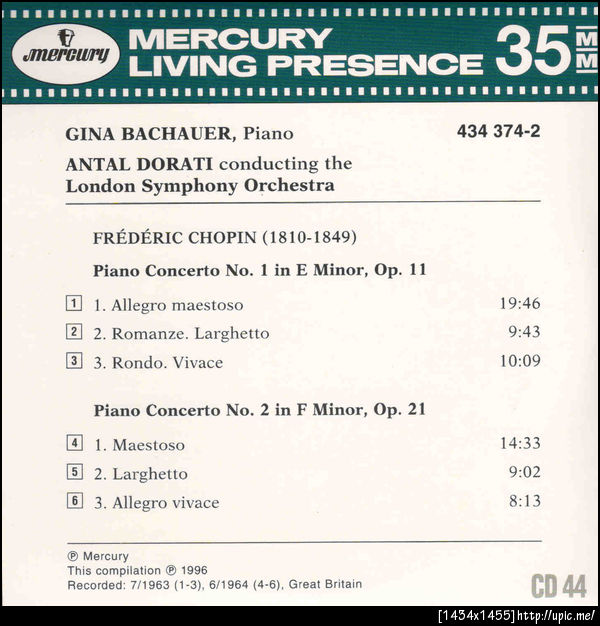 mercury
MERCURY
LIVING PRESENCE
35 MM
GINA BACHAUER, Piano 434 374-2
ANTAL DORATI conducting the
London Symphony Orchestra
FRÉDÉRIC CHOPIN (1810-1849)
Piano Concerto No. 1 in E Minor, Op. 11
1 1. Allegro maestoso 19:46
2 2. Romanze. Larghetto 9:43
3 3. Rondo. Vivace 10:09
Piano Concerto No. 2 in F Minor, Op. 21
4 1. Maestoso 14:33
5 2. Larghetto 9:02
6 3. Allegro vivace 8:13
℗ Mercury
This compilation ℗ 1996
Recorded: 7/1963 (1-3), 6/1964 (4-6), Great Britain
CD 44
[1434x1455]http://upic.me/